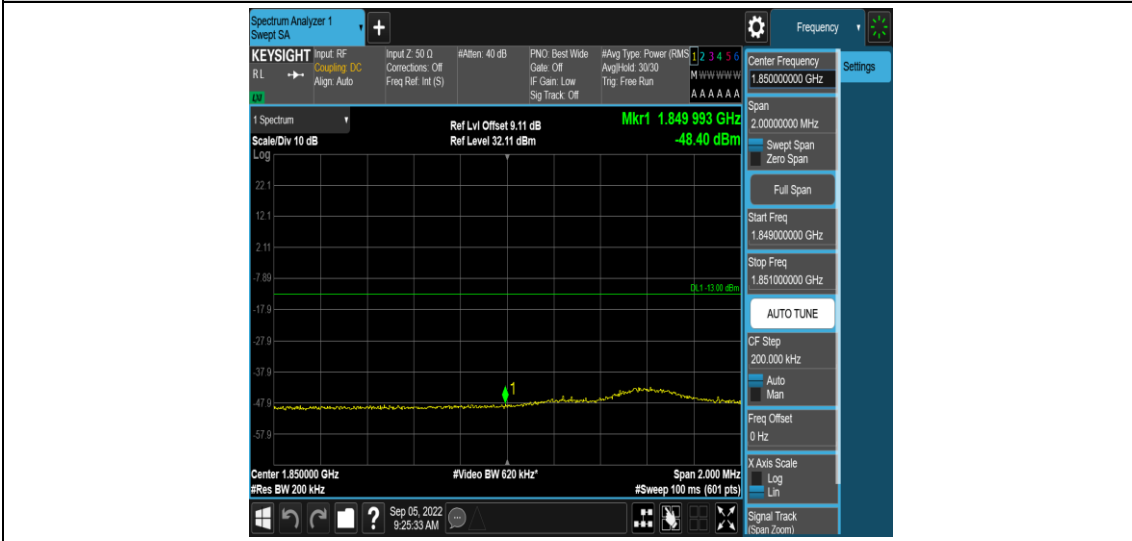 Spectrum Analyzer 1
Swept SA
+
Frequency
KEYSIGHT
RL
Input: RF
Coupling: DC
Align: Auto
Input Z: 50 Ω
Corrections: Off
Freq Ref: Int (S)
#Atten: 40 dB
PNO: Best Wide
Gate: Off
IF Gain: Low
Sig Track: Off
#Avg Type: Power (RMS
Avg|Hold: 30/30
Trig: Free Run
1 2 3 4 5 6
M W W W W W
A A A A A A
1 Spectrum
Scale/Div 10 dB
Log
Ref Lvl Offset 9.11 dB
Ref Level 32.11 dBm
Mkr1 1.849 993 GHz
-48.40 dBm
22.1
12.1
2.11
-7.89
DL1 -13.00 dBm
-17.9
-27.9
-37.9
1
-47.9
-57.9
Center 1.850000 GHz
#Res BW 200 kHz
#Video BW 620 kHz*
Span 2.000 MHz
#Sweep 100 ms (601 pts)
Center Frequency
1.850000000 GHz
Settings
Span
2.00000000 MHz
Swept Span
Zero Span
Full Span
Start Freq
1.849000000 GHz
Stop Freq
1.851000000 GHz
AUTO TUNE
CF Step
200.000 kHz
Auto
Man
Freq Offset
0 Hz
X Axis Scale
Log
Lin
Signal Track
(Span Zoom)
?
Sep 05, 2022
9:25:33 AM